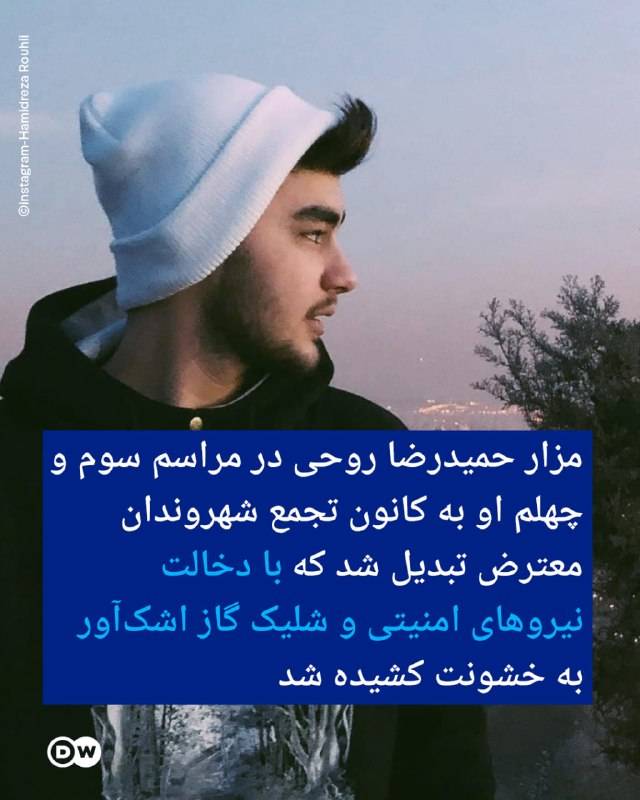 ©Instagram-Hamidreza Rouhil
مزار حمیدرضا روحی در مراسم سوم و
چهلم او به کانون تجمع شهروندان
معترض تبدیل شد که با دخالت
نیروهای امنیتی و شلیک گاز اشک‌آور
به خشونت کشیده شد
DW